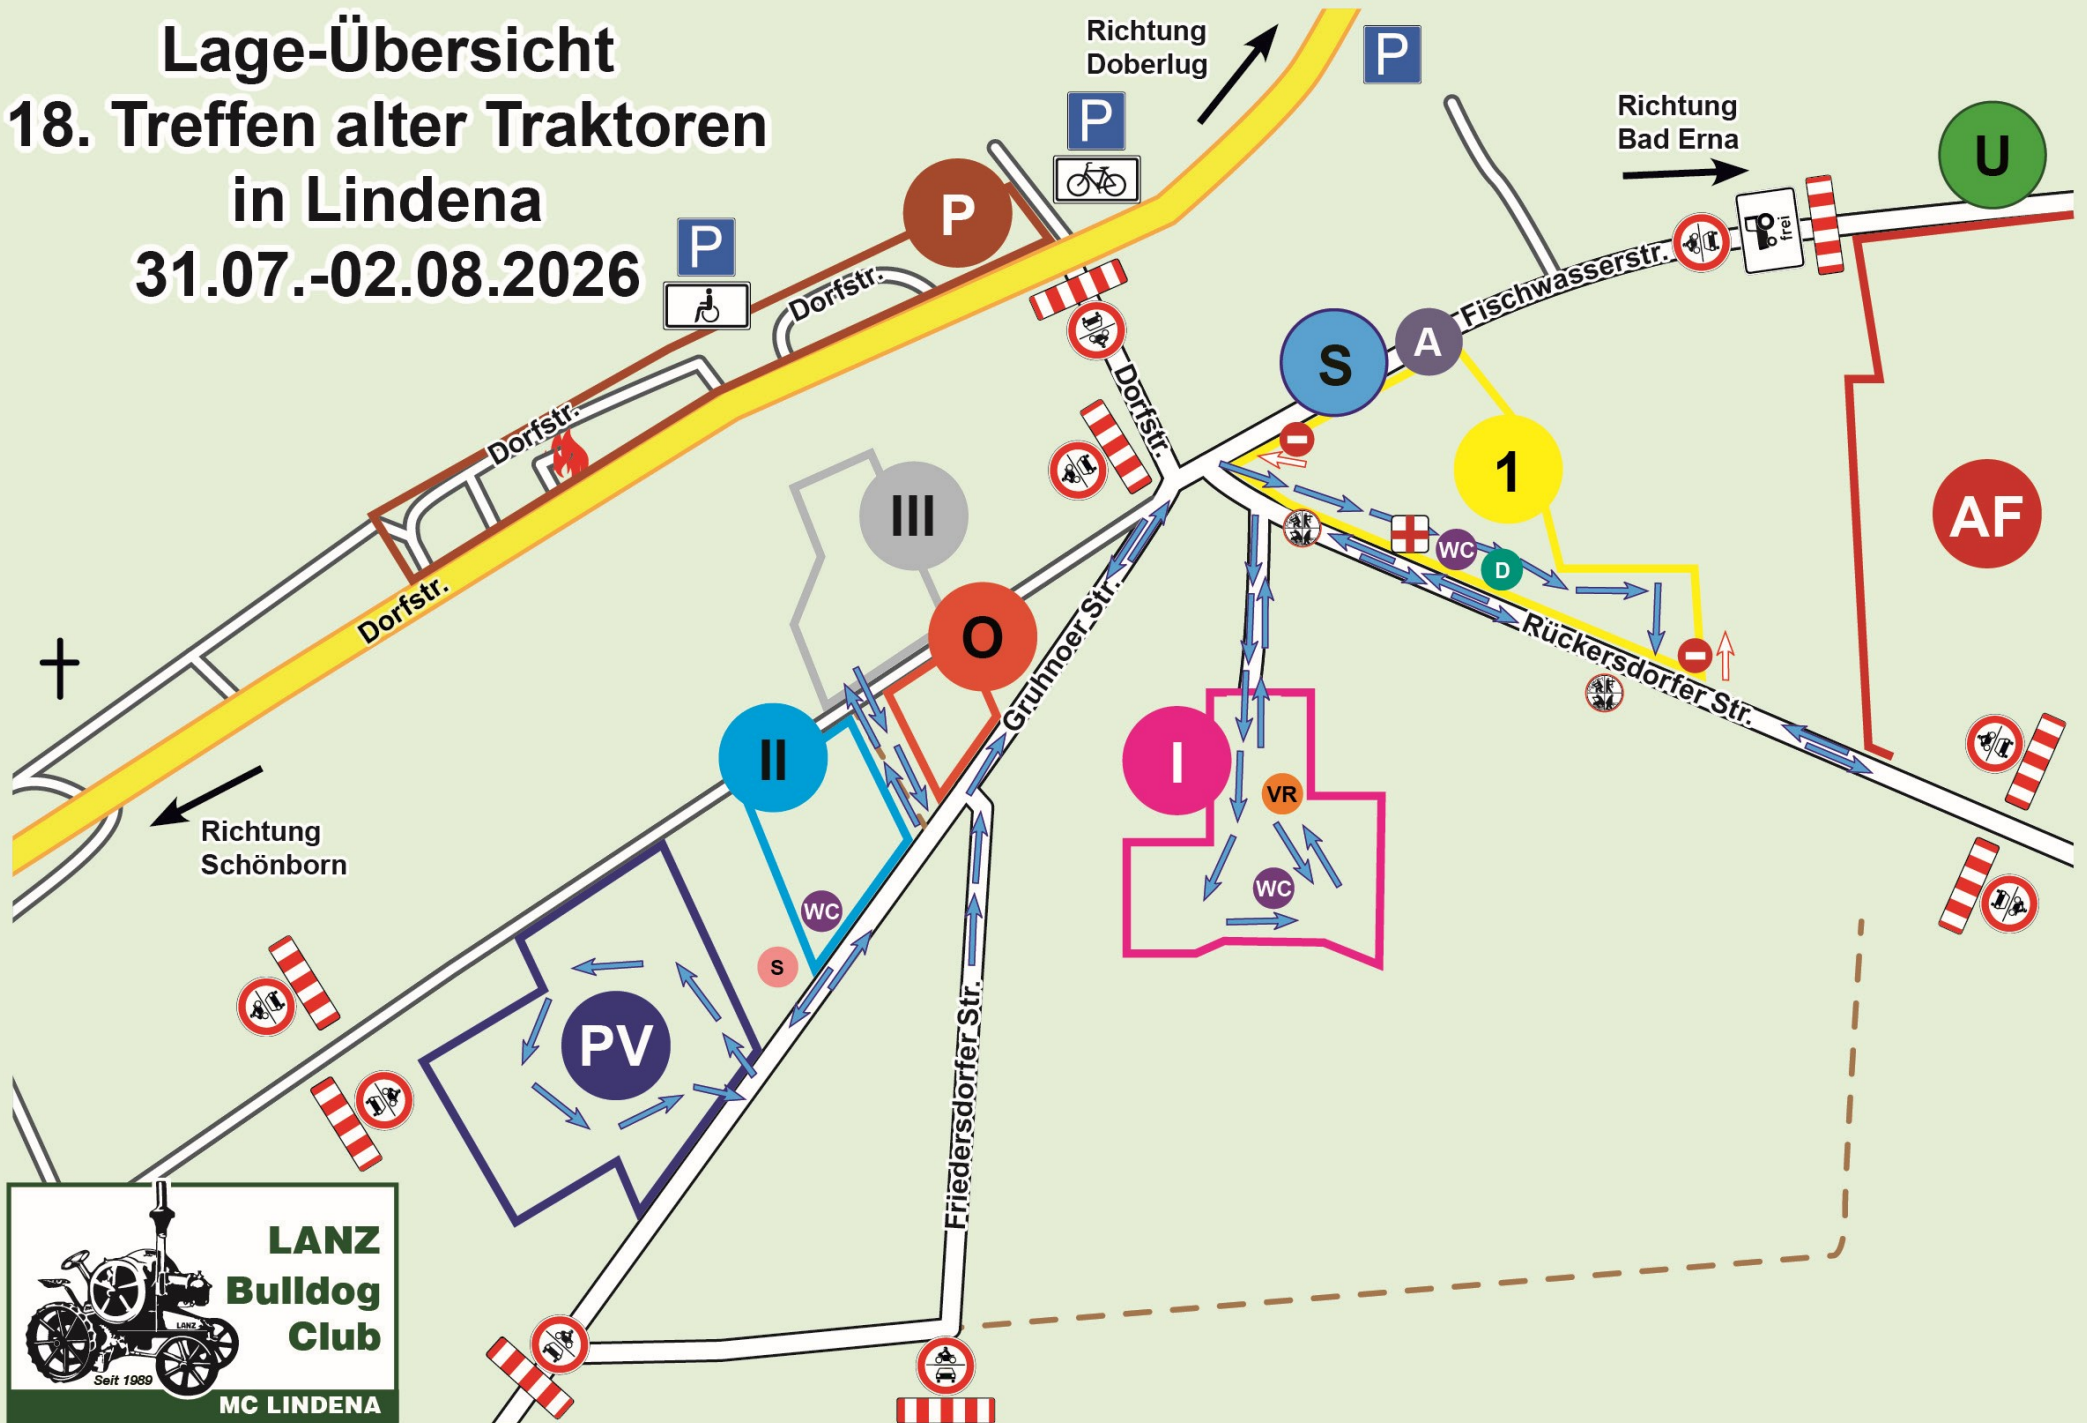 Lage-Übersicht
18. Treffen alter Traktoren
in Lindena
31.07.-02.08.2026
Richtung
Doberlug
P
P
Richtung
Bad Erna
U
P
P
frei
Dorfstr.
Dorfstr.
Fischwasserstr.
S
A
Dorfstr.
1
III
AF
WC
D
Dorfstr.
O
Gruhnoer Str.
Rückersdorfer Str.
II
I
VR
Richtung
Schönborn
WC
WC
S
PV
Friedersdorfer Str.
LANZ
Bulldog
Club
LANZ
Seit 1989
MC LINDENA